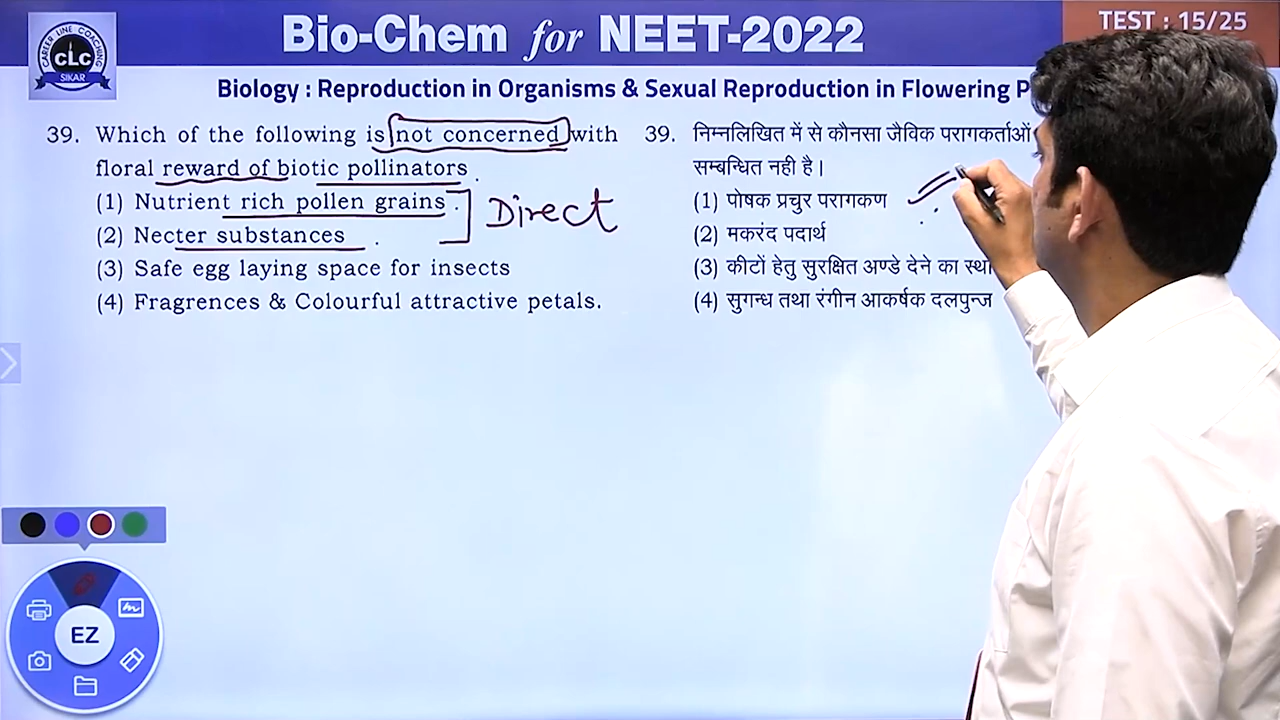 CAREER LINE COACHING
CLC
SIKAR
Bio-Chem for NEET-2022
TEST : 15/25
Biology : Reproduction in Organisms & Sexual Reproduction in Flowering P
39. Which of the following is not concerned with
floral reward of biotic pollinators.
(1) Nutrient rich pollen grains.
(2) Necter substances.
Direct
(3) Safe egg laying space for insects
(4) Fragrences & Colourful attractive petals.
39. निम्नलिखित में से कौनसा जैविक परागकर्ताओं
सम्बन्धित नही है।
(1) पोषक प्रचुर परागकण
(2) मकरंद पदार्थ
(3) कीटों हेतु सुरक्षित अण्डे देने का स्था
(4) सुगन्ध तथा रंगीन आकर्षक दलपुन्ज
EZ